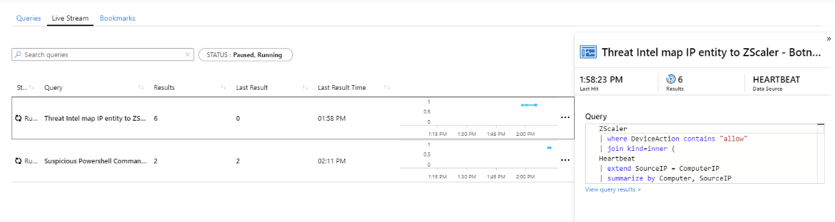 Queries Live Stream Bookmarks
»
Threat Intel map IP entity to ZScaler - Botn...
Search queries × STATUS : Paused, Running
1:58:23 PM 6 HEARTBEAT
Last Hit Results Data Source
St... Query Results Last Result Last Result Time
Ru... Threat Intel map IP entity to ZS... 6 0 01:58 PM ...
1
0.5
0
1:15 PM 1:30 PM 1:45 PM 2:00 PM
Ru... Suspicious Powershell Comman... 2 2 02:11 PM ...
1
0.5
0
1:15 PM 1:30 PM 1:45 PM 2:00 PM
Query
ZScaler
| where DeviceAction contains "allow"
| join kind=inner (
Heartbeat
| extend SourceIP = ComputerIP
| summarize by Computer, SourceIP
View query results >